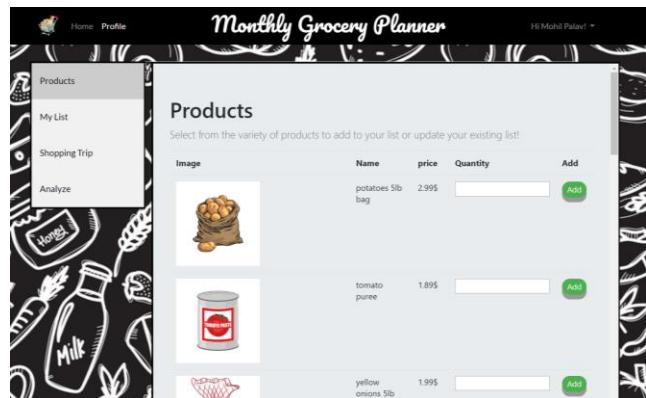 Home Profile
Monthly Grocery Planner
Hi Mohil Palav!
Products
My List
Shopping Trip
Analyze
Products
Select from the variety of products to add to your list or update your existing list!
Image Name price Quantity Add
potatoes 5lb
bag
2.99$
Add
tomato
puree
1.89$
Add
TOMATO PASTE
yellow
onions 5lb
1.99$
Add
Honey
Milk